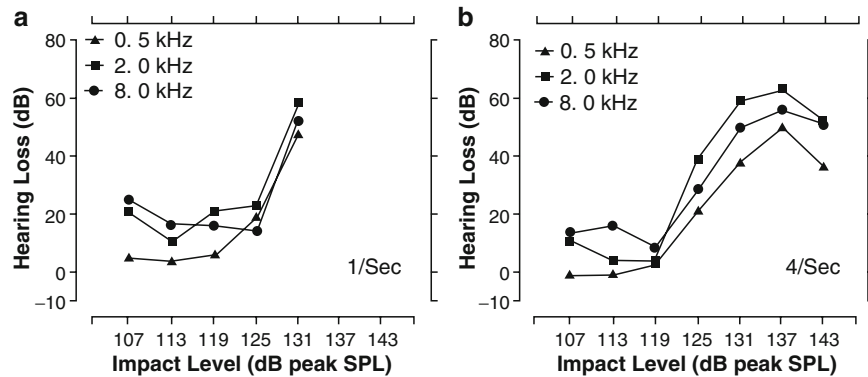 a
80
60
40
20
0
−10
Hearing Loss (dB)
0. 5 kHz
2. 0 kHz
8. 0 kHz
1/Sec
107 113 119 125 131 137 143
Impact Level (dB peak SPL)
b
80
60
40
20
0
−10
Hearing Loss (dB)
0. 5 kHz
2. 0 kHz
8. 0 kHz
4/Sec
107 113 119 125 131 137 143
Impact Level (dB peak SPL)